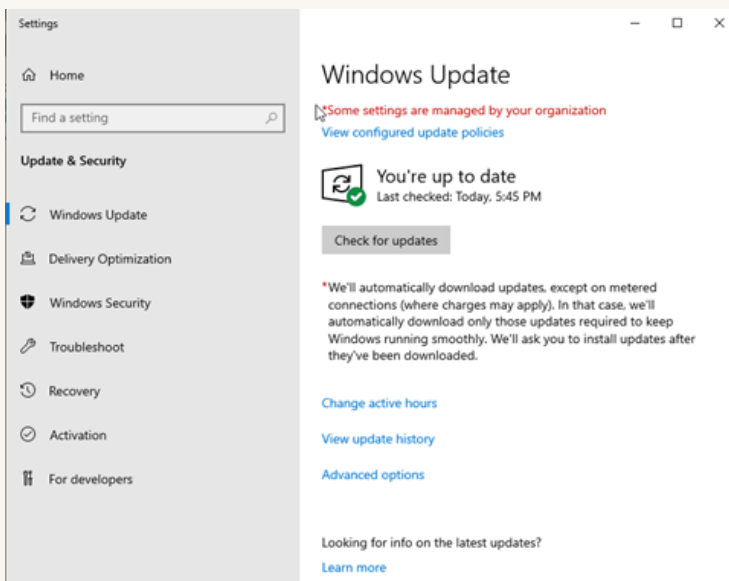 Settings
Home
Find a setting
Update & Security
Windows Update
Delivery Optimization
Windows Security
Troubleshoot
Recovery
Activation
For developers
Windows Update
*Some settings are managed by your organization
View configured update policies
You're up to date
Last checked: Today, 5:45 PM
Check for updates
*We'll automatically download updates, except on metered
connections (where charges may apply). In that case, we'll
automatically download only those updates required to keep
Windows running smoothly. We'll ask you to install updates after
they've been downloaded.
Change active hours
View update history
Advanced options
Looking for info on the latest updates?
Learn more